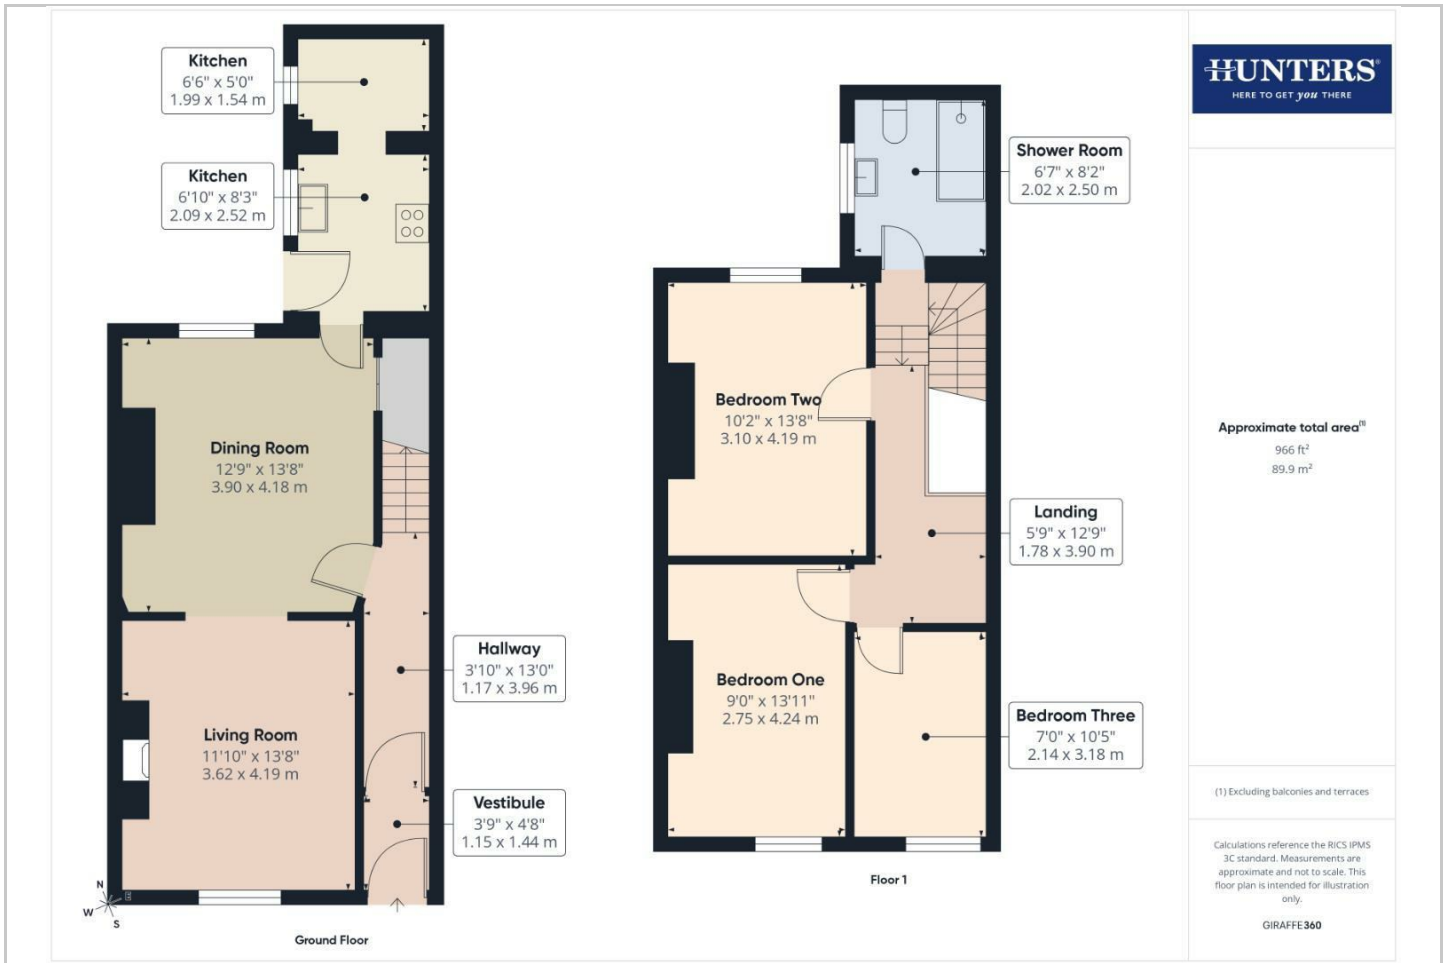 Kitchen
6'6" x 5'0"
1.99 x 1.54 m
Kitchen
6'10" x 8'3"
2.09 x 2.52 m
Dining Room
12'9" x 13'8"
3.90 x 4.18 m
Hallway
3'10" x 13'0"
1.17 x 3.96 m
Living Room
11'10" x 13'8"
3.62 x 4.19 m
Vestibule
3'9" x 4'8"
1.15 x 1.44 m
N
W
S
Ground Floor
Shower Room
6'7" x 8'2"
2.02 x 2.50 m
Bedroom Two
10'2" x 13'8"
3.10 x 4.19 m
Landing
5'9" x 12'9"
1.78 x 3.90 m
Bedroom One
9'0" x 13'11"
2.75 x 4.24 m
Bedroom Three
7'0" x 10'5"
2.14 x 3.18 m
Floor 1
HUNTERS®
HERE TO GET you THERE
Approximate total area(1)
966 ft²
89.9 m²
(1) Excluding balconies and terraces
Calculations reference the RICS IPMS
3C standard. Measurements are
approximate and not to scale. This
floor plan is intended for illustration
only.
GIRAFFE360